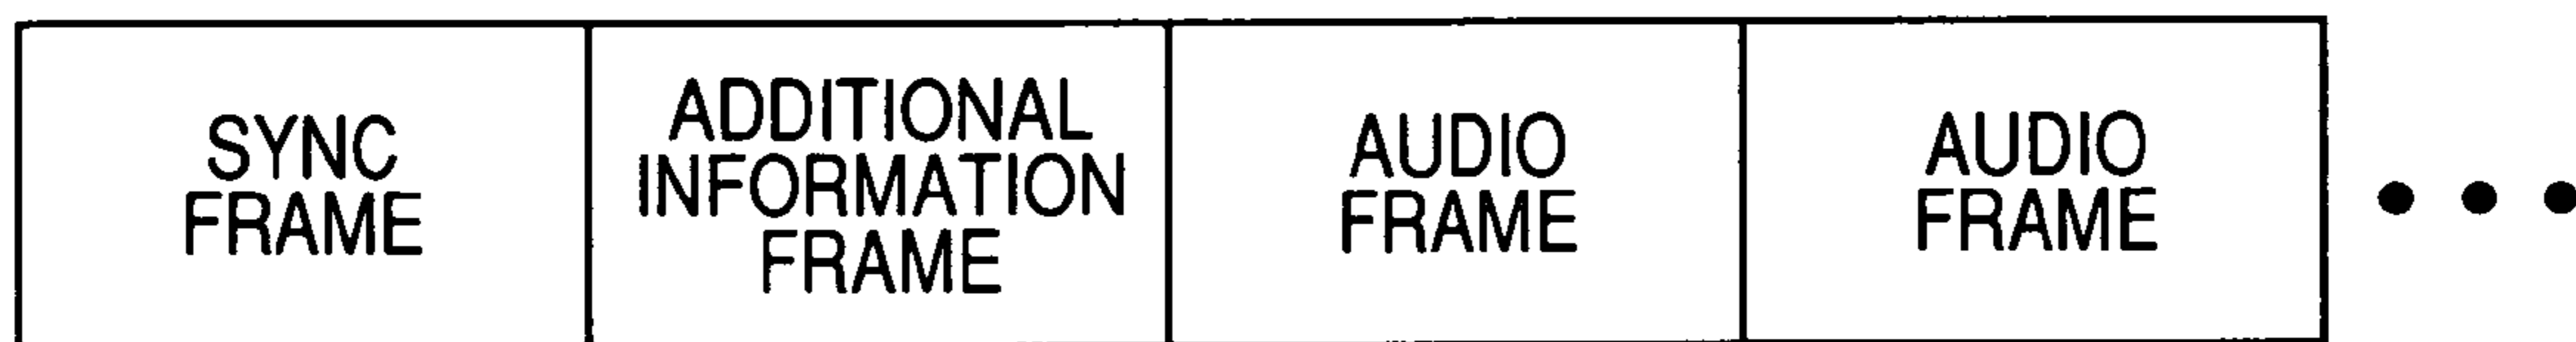 SYNC
FRAME
ADDITIONAL
INFORMATION
FRAME
AUDIO
FRAME
AUDIO
FRAME